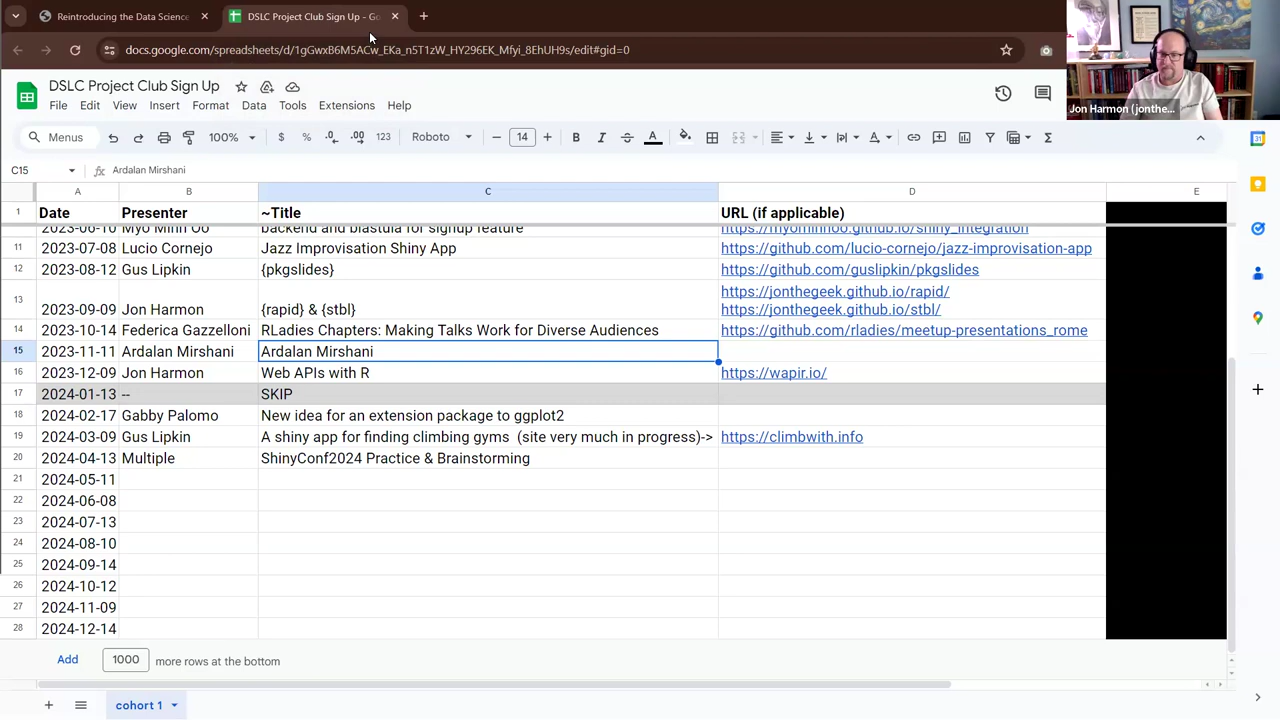 Reintroducing the Data Science
DSLC Project Club Sign Up - Go
docs.google.com/spreadsheets/d/1gGwxB6M5ACw_EKa_n5T1zW_HY296EK_Mfyi_8EhUH9s/edit#gid=0
Jon Harmon (jonthe...
DSLC Project Club Sign Up
File Edit View Insert Format Data Tools Extensions Help
Menus 100% $ % .0 .00 123 Roboto 14 B I A
C15 fx Ardalan Mirshani
A B C D E
1 Date Presenter ~Title URL (if applicable)
2023-06-10 Myo Minn Oo backend and blastula for signup feature https://myominnoo.github.io/shiny_integration
11 2023-07-08 Lucio Cornejo Jazz Improvisation Shiny App https://github.com/lucio-cornejo/jazz-improvisation-app
12 2023-08-12 Gus Lipkin {pkgslides} https://github.com/guslipkin/pkgslides
https://jonthegeek.github.io/rapid/
13 2023-09-09 Jon Harmon {rapid} & {stbl} https://jonthegeek.github.io/stbl/
14 2023-10-14 Federica Gazzelloni RLadies Chapters: Making Talks Work for Diverse Audiences https://github.com/rladies/meetup-presentations_rome
15 2023-11-11 Ardalan Mirshani Ardalan Mirshani
16 2023-12-09 Jon Harmon Web APIs with R https://wapir.io/
17 2024-01-13 -- SKIP
18 2024-02-17 Gabby Palomo New idea for an extension package to ggplot2
19 2024-03-09 Gus Lipkin A shiny app for finding climbing gyms (site very much in progress)-> https://climbwith.info
20 2024-04-13 Multiple ShinyConf2024 Practice & Brainstorming
21 2024-05-11
22 2024-06-08
23 2024-07-13
24 2024-08-10
25 2024-09-14
26 2024-10-12
27 2024-11-09
28 2024-12-14
Add 1000 more rows at the bottom
cohort 1